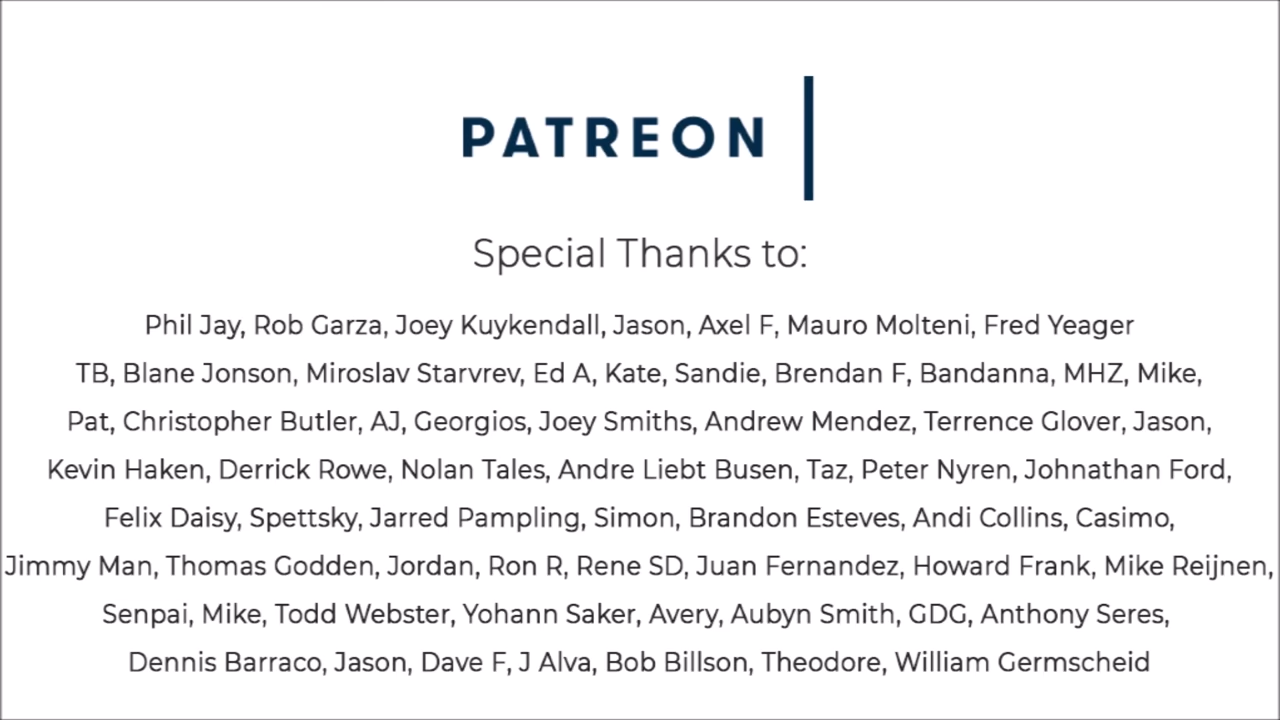 PATREON
Special Thanks to:
Phil Jay, Rob Garza, Joey Kuykendall, Jason, Axel F, Mauro Molteni, Fred Yeager
TB, Blane Jonson, Miroslav Starvrev, Ed A, Kate, Sandie, Brendan F, Bandanna, MHZ, Mike,
Pat, Christopher Butler, AJ, Georgios, Joey Smiths, Andrew Mendez, Terrence Glover, Jason,
Kevin Haken, Derrick Rowe, Nolan Tales, Andre Liebt Busen, Taz, Peter Nyren, Johnathan Ford,
Felix Daisy, Spettsky, Jarred Pampling, Simon, Brandon Esteves, Andi Collins, Casimo,
Jimmy Man, Thomas Godden, Jordan, Ron R, Rene SD, Juan Fernandez, Howard Frank, Mike Reijnen,
Senpai, Mike, Todd Webster, Yohann Saker, Avery, Aubyn Smith, GDG, Anthony Seres,
Dennis Barraco, Jason, Dave F, J Alva, Bob Billson, Theodore, William Germscheid